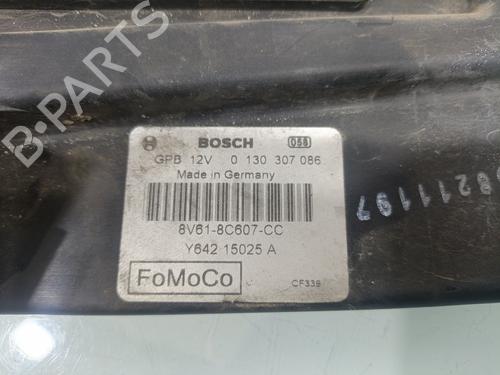 B-PARTS
BOSCH 058
GPB 12V 0 130 307 086
Made in Germany
8V61-8C607-CC
Y642 15025 A
FoMoCo
CF339